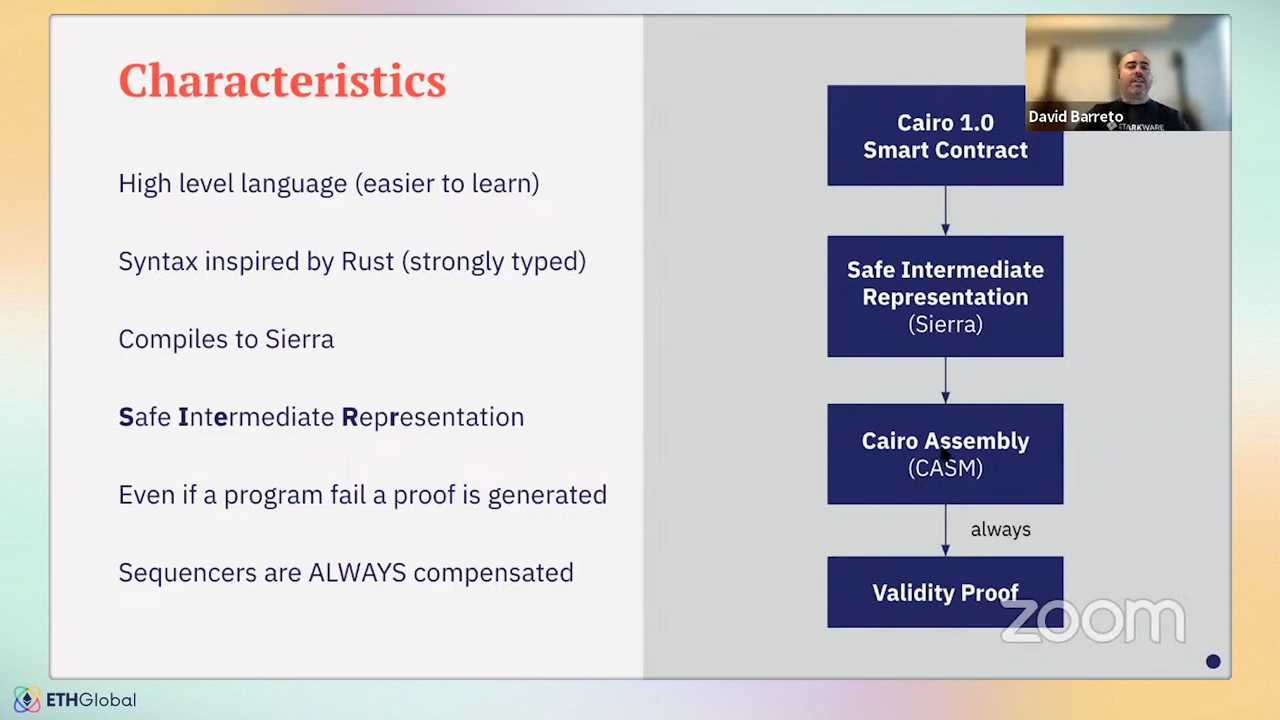 Characteristics
High level language (easier to learn)
Syntax inspired by Rust (strongly typed)
Compiles to Sierra
Safe Intermediate Representation
Even if a program fail a proof is generated
Sequencers are ALWAYS compensated
Cairo 1.0
Smart Contract
Safe Intermediate
Representation
(Sierra)
Cairo Assembly
(CASM)
always
Validity Proof
David Barreto
STARKWARE
zoom
ETHGlobal